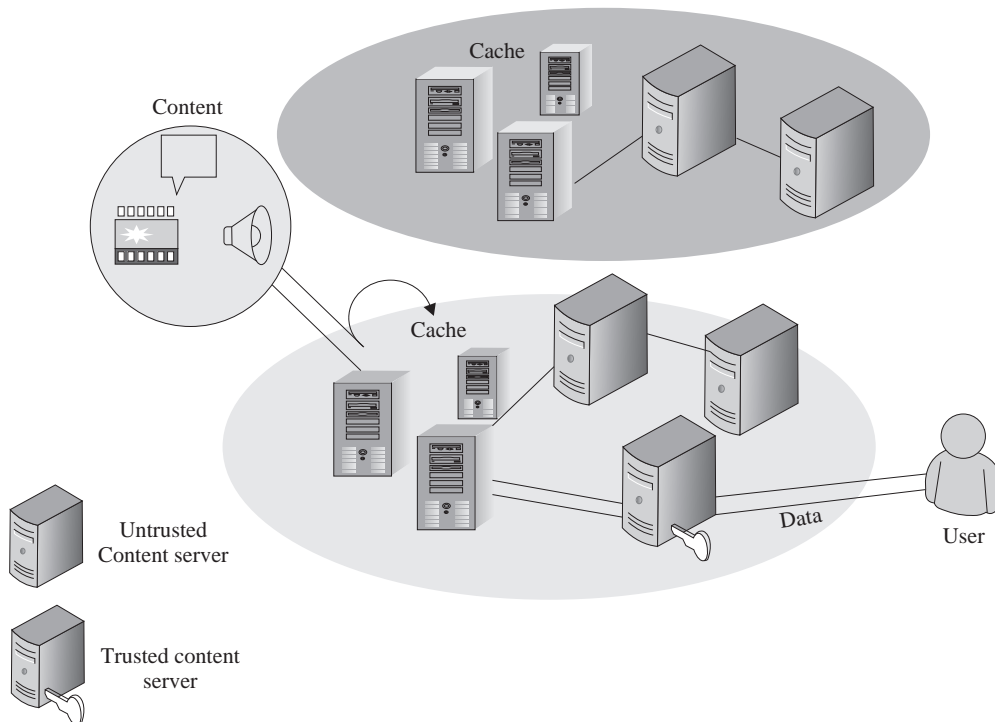 Cache
Content
Cache
Data
User
Untrusted
Content server
Trusted content
server